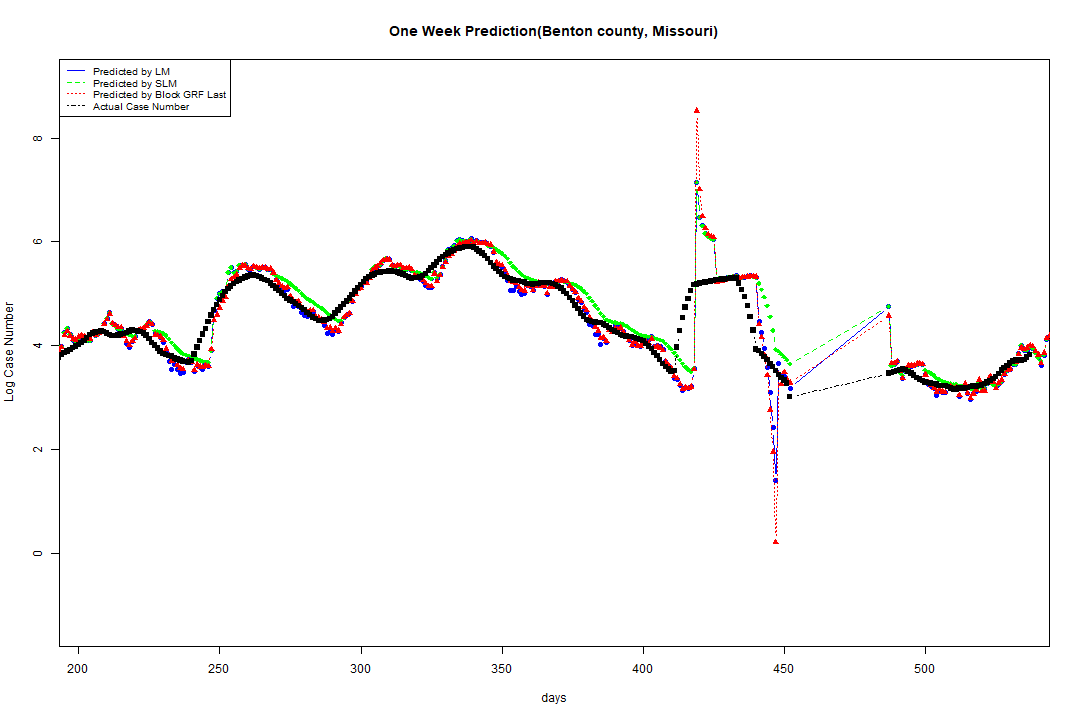 One Week Prediction(Benton county, Missouri)
Predicted by LM
Predicted by SLM
Predicted by Block GRF Last
Actual Case Number
Log Case Number
8
6
4
2
0
200 250 300 350 400 450 500
days